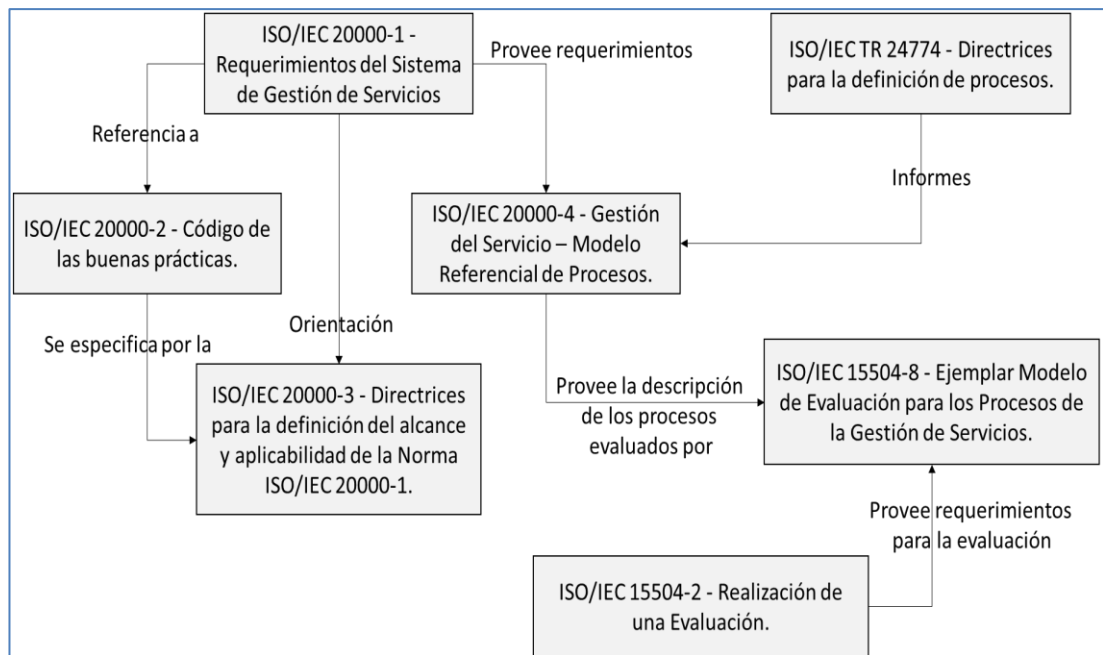 ISO/IEC 20000-1 -
Requerimientos del Sistema
de Gestión de Servicios
Provee requerimientos
ISO/IEC TR 24774 - Directrices
para la definición de procesos.
Referencia a
Informes
ISO/IEC 20000-2 - Código de
las buenas prácticas.
ISO/IEC 20000-4 - Gestión
del Servicio – Modelo
Referencial de Procesos.
Se especifica por la
Orientación
ISO/IEC 20000-3 - Directrices
para la definición del alcance
y aplicabilidad de la Norma
ISO/IEC 20000-1.
Provee la descripción
de los procesos
evaluados por
ISO/IEC 15504-8 - Ejemplar Modelo
de Evaluación para los Procesos de
la Gestión de Servicios.
Provee requerimientos
para la evaluación
ISO/IEC 15504-2 - Realización de
una Evaluación.